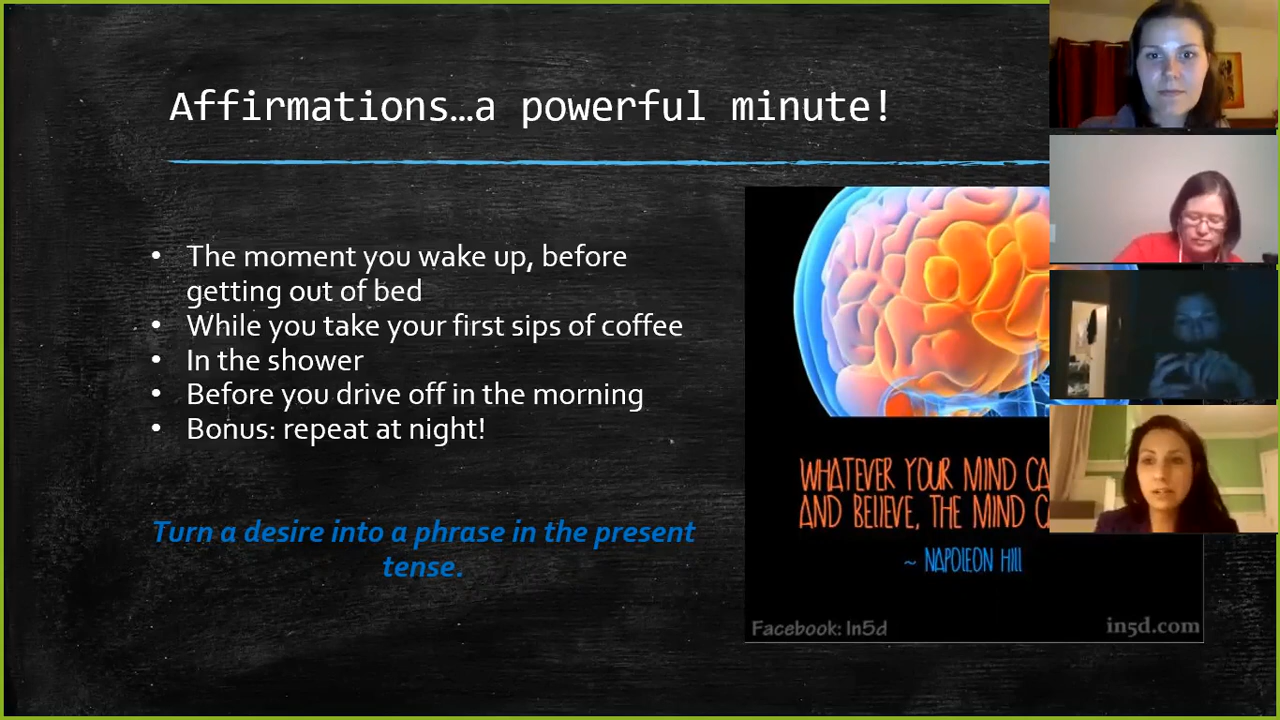 Affirmations…a powerful minute!
• The moment you wake up, before
getting out of bed
• While you take your first sips of coffee
• In the shower
• Before you drive off in the morning
• Bonus: repeat at night!
Turn a desire into a phrase in the present
tense.
WHATEVER YOUR MIND
AND BELIEVE, THE MIND
~ NAPOLEON HILL
Facebook: In5d
in5d.com